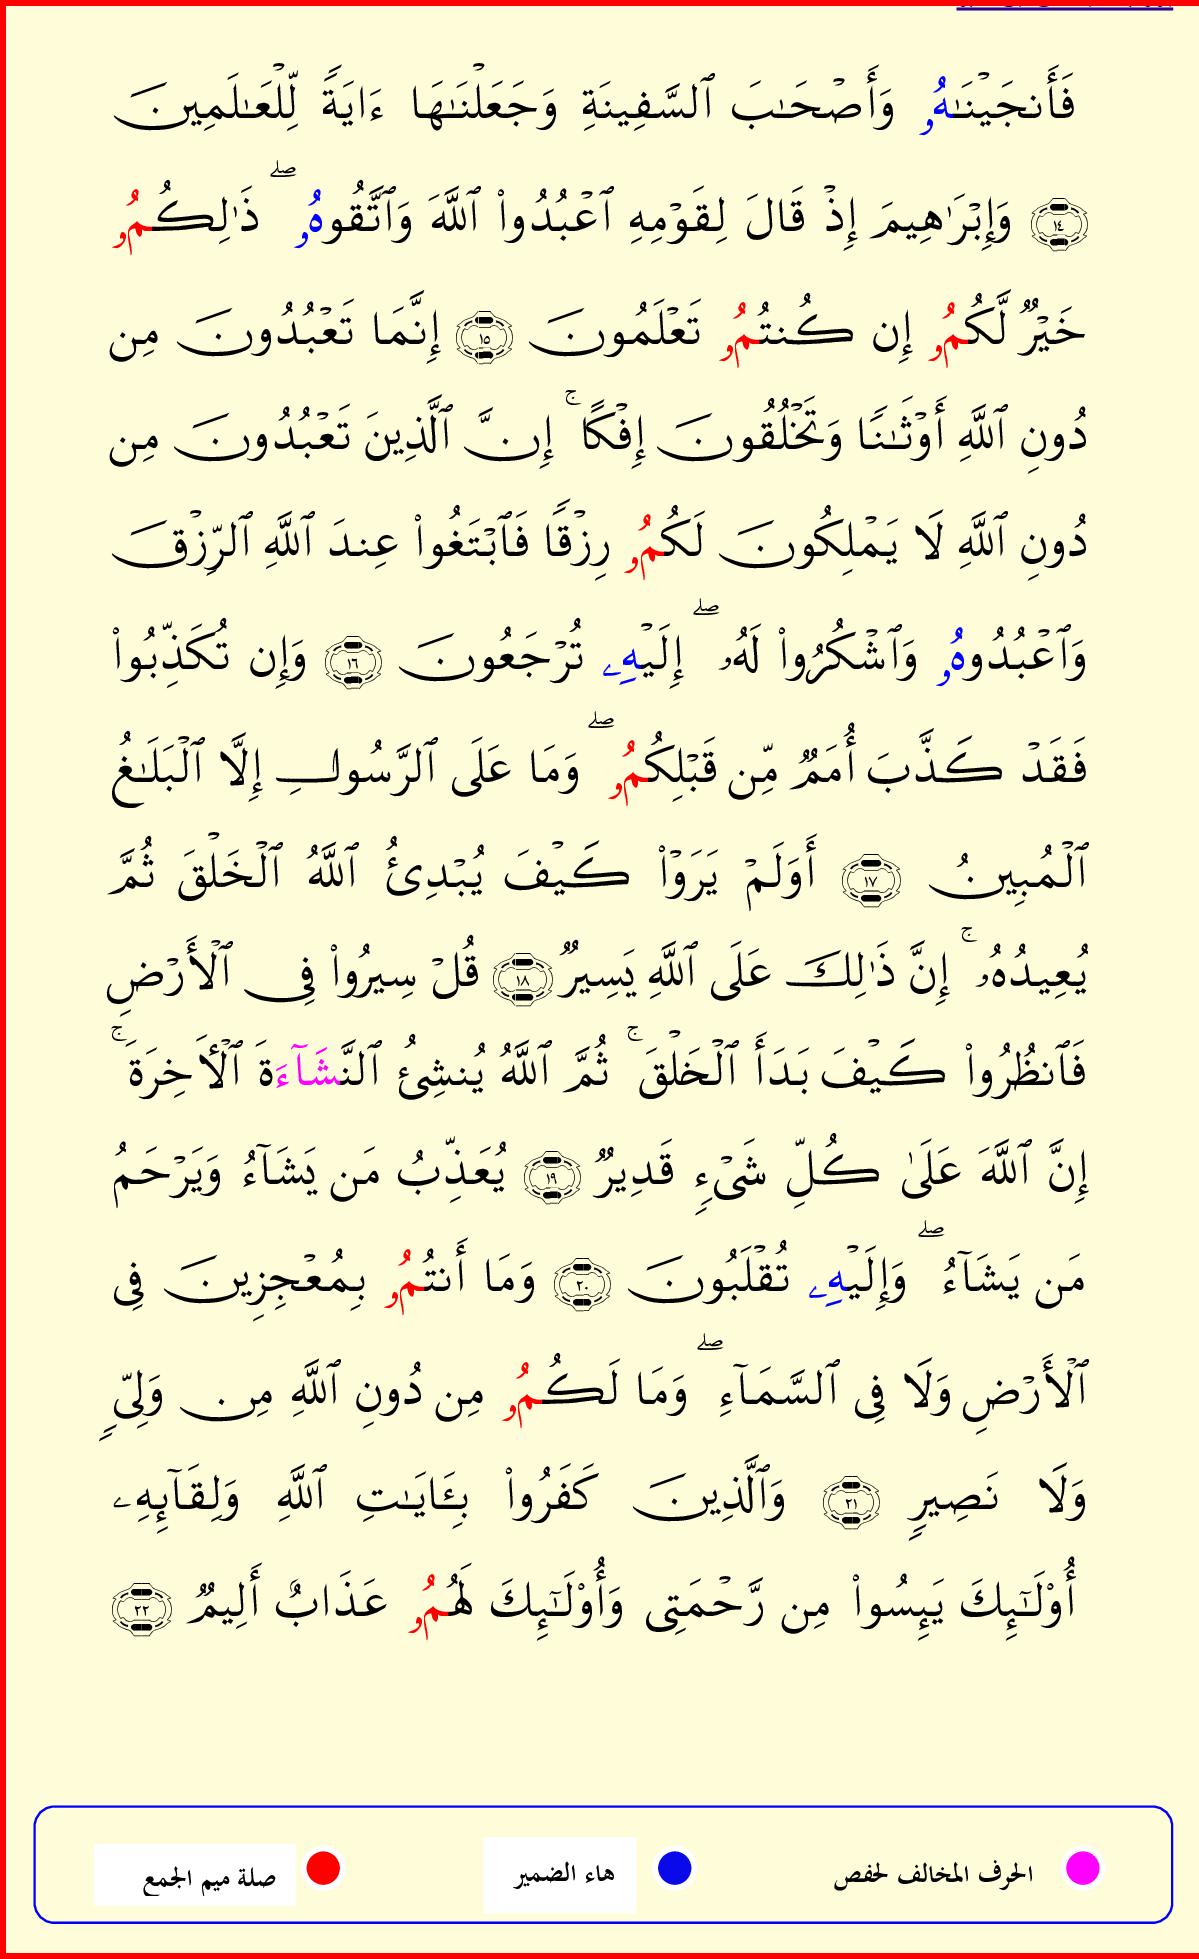 فَأَنجَيْنَٰهُۥ وَأَصْحَٰبَ ٱلسَّفِينَةِ وَجَعَلْنَٰهَا ءَايَةً لِّلْعَٰلَمِينَ
١٤ وَإِبْرَٰهِيمَ إِذْ قَالَ لِقَوْمِهِ ٱعْبُدُوا۟ ٱللَّهَ وَٱتَّقُوهُۥ ۖ ذَٰلِكُمُۥ
خَيْرٌ لَّكُمُۥ إِن كُنتُمُۥ تَعْلَمُونَ ١٥ إِنَّمَا تَعْبُدُونَ مِن
دُونِ ٱللَّهِ أَوْثَٰنًا وَتَخْلُقُونَ إِفْكًا ۚ إِنَّ ٱلَّذِينَ تَعْبُدُونَ مِن
دُونِ ٱللَّهِ لَا يَمْلِكُونَ لَكُمُۥ رِزْقًا فَٱبْتَغُوا۟ عِندَ ٱللَّهِ ٱلرِّزْقَ
وَٱعْبُدُوهُۥ وَٱشْكُرُوا۟ لَهُۥ ۖ إِلَيْهِۦ تُرْجَعُونَ ١٦ وَإِن تُكَذِّبُوا۟
فَقَدْ كَذَّبَ أُمَمٌ مِّن قَبْلِكُمُۥ ۖ وَمَا عَلَى ٱلرَّسُولِ إِلَّا ٱلْبَلَٰغُ
ٱلْمُبِينُ ١٧ أَوَلَمْ يَرَوْا۟ كَيْفَ يُبْدِئُ ٱللَّهُ ٱلْخَلْقَ ثُمَّ
يُعِيدُهُۥ ۚ إِنَّ ذَٰلِكَ عَلَى ٱللَّهِ يَسِيرٌ ١٨ قُلْ سِيرُوا۟ فِى ٱلْأَرْضِ
فَٱنظُرُوا۟ كَيْفَ بَدَأَ ٱلْخَلْقَ ۚ ثُمَّ ٱللَّهُ يُنشِئُ ٱلنَّشَآءَةَ ٱلْـَٔاخِرَةَ ۚ
إِنَّ ٱللَّهَ عَلَىٰ كُلِّ شَىْءٍ قَدِيرٌ ١٩ يُعَذِّبُ مَن يَشَآءُ وَيَرْحَمُ
مَن يَشَآءُ ۖ وَإِلَيْهِۦ تُقْلَبُونَ ٢٠ وَمَا أَنتُمُۥ بِمُعْجِزِينَ فِى
ٱلْأَرْضِ وَلَا فِى ٱلسَّمَآءِ ۖ وَمَا لَكُمُۥ مِن دُونِ ٱللَّهِ مِن وَلِىٍّ
وَلَا نَصِيرٍ ٢١ وَٱلَّذِينَ كَفَرُوا۟ بِـَٔايَٰتِ ٱللَّهِ وَلِقَآئِهِۦ
أُو۟لَٰٓئِكَ يَئِسُوا۟ مِن رَّحْمَتِى وَأُو۟لَٰٓئِكَ لَهُمُۥ عَذَابٌ أَلِيمٌ ٢٢
الحرف المخالف لحفص هاء الضمير صلة ميم الجمع